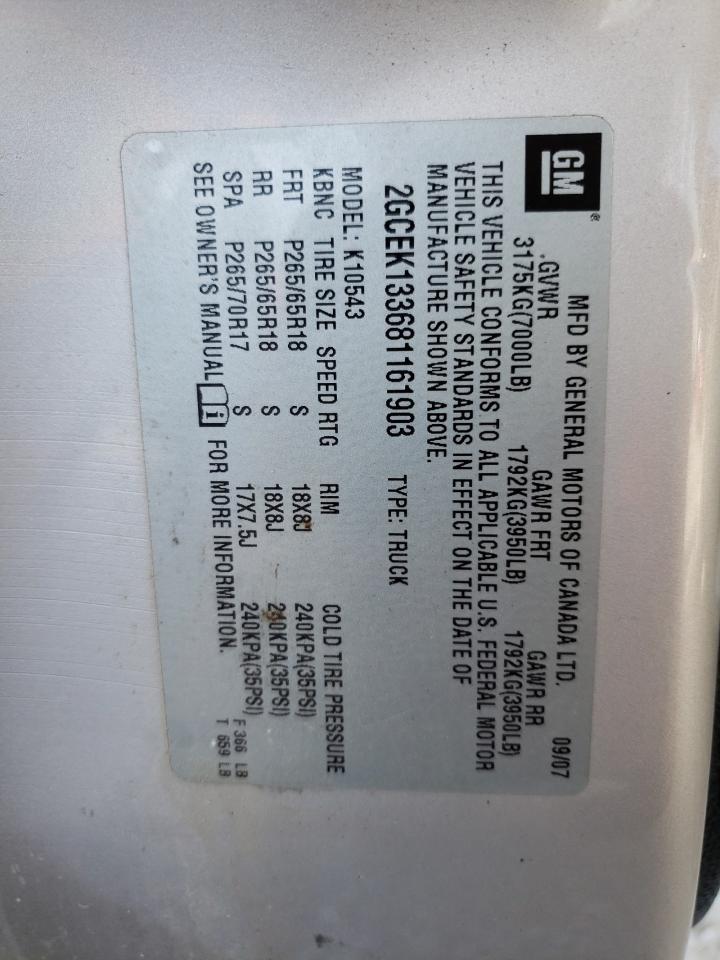 GM®
MFD BY GENERAL MOTORS OF CANADA LTD. 09/07
.GVWR GAWR FRT GAWR RR
3175KG(7000LB) 1792KG(3950LB) 1792KG(3950LB)
THIS VEHICLE CONFORMS TO ALL APPLICABLE U.S. FEDERAL MOTOR
VEHICLE SAFETY STANDARDS IN EFFECT ON THE DATE OF
MANUFACTURE SHOWN ABOVE.
2GCEK133681161903 TYPE: TRUCK
MODEL: K10543
KBNC TIRE SIZE SPEED RTG RIM COLD TIRE PRESSURE
FRT P265/65R18 S 18X8J 240KPA(35PSI)
RR P265/65R18 S 18X8J 240KPA(35PSI)
SPA P265/70R17 S 17X7.5J 240KPA(35PSI)
SEE OWNER'S MANUAL i FOR MORE INFORMATION.
F 366 LB
T 659 LB